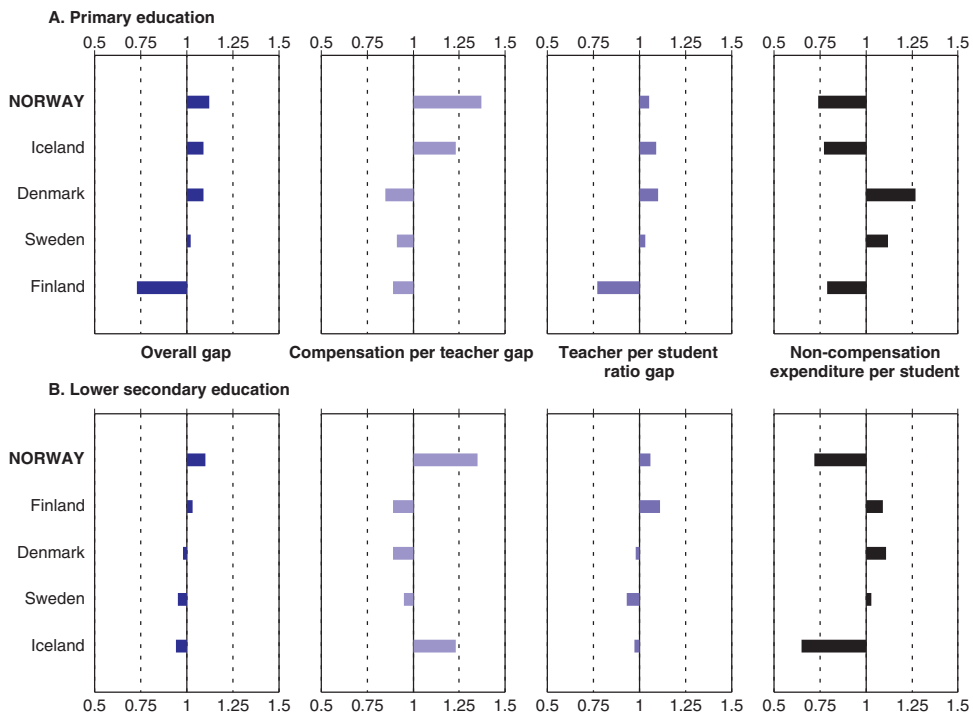 A. Primary education
0.5 0.75 1 1.25 1.5 0.5 0.75 1 1.25 1.5 0.5 0.75 1 1.25 1.5 0.5 0.75 1 1.25 1.5
NORWAY
Iceland
Denmark
Sweden
Finland
Overall gap
Compensation per teacher gap
Teacher per student
ratio gap
Non-compensation
expenditure per student
B. Lower secondary education
NORWAY
Finland
Denmark
Sweden
Iceland
0.5 0.75 1 1.25 1.5 0.5 0.75 1 1.25 1.5 0.5 0.75 1 1.25 1.5 0.5 0.75 1 1.25 1.5